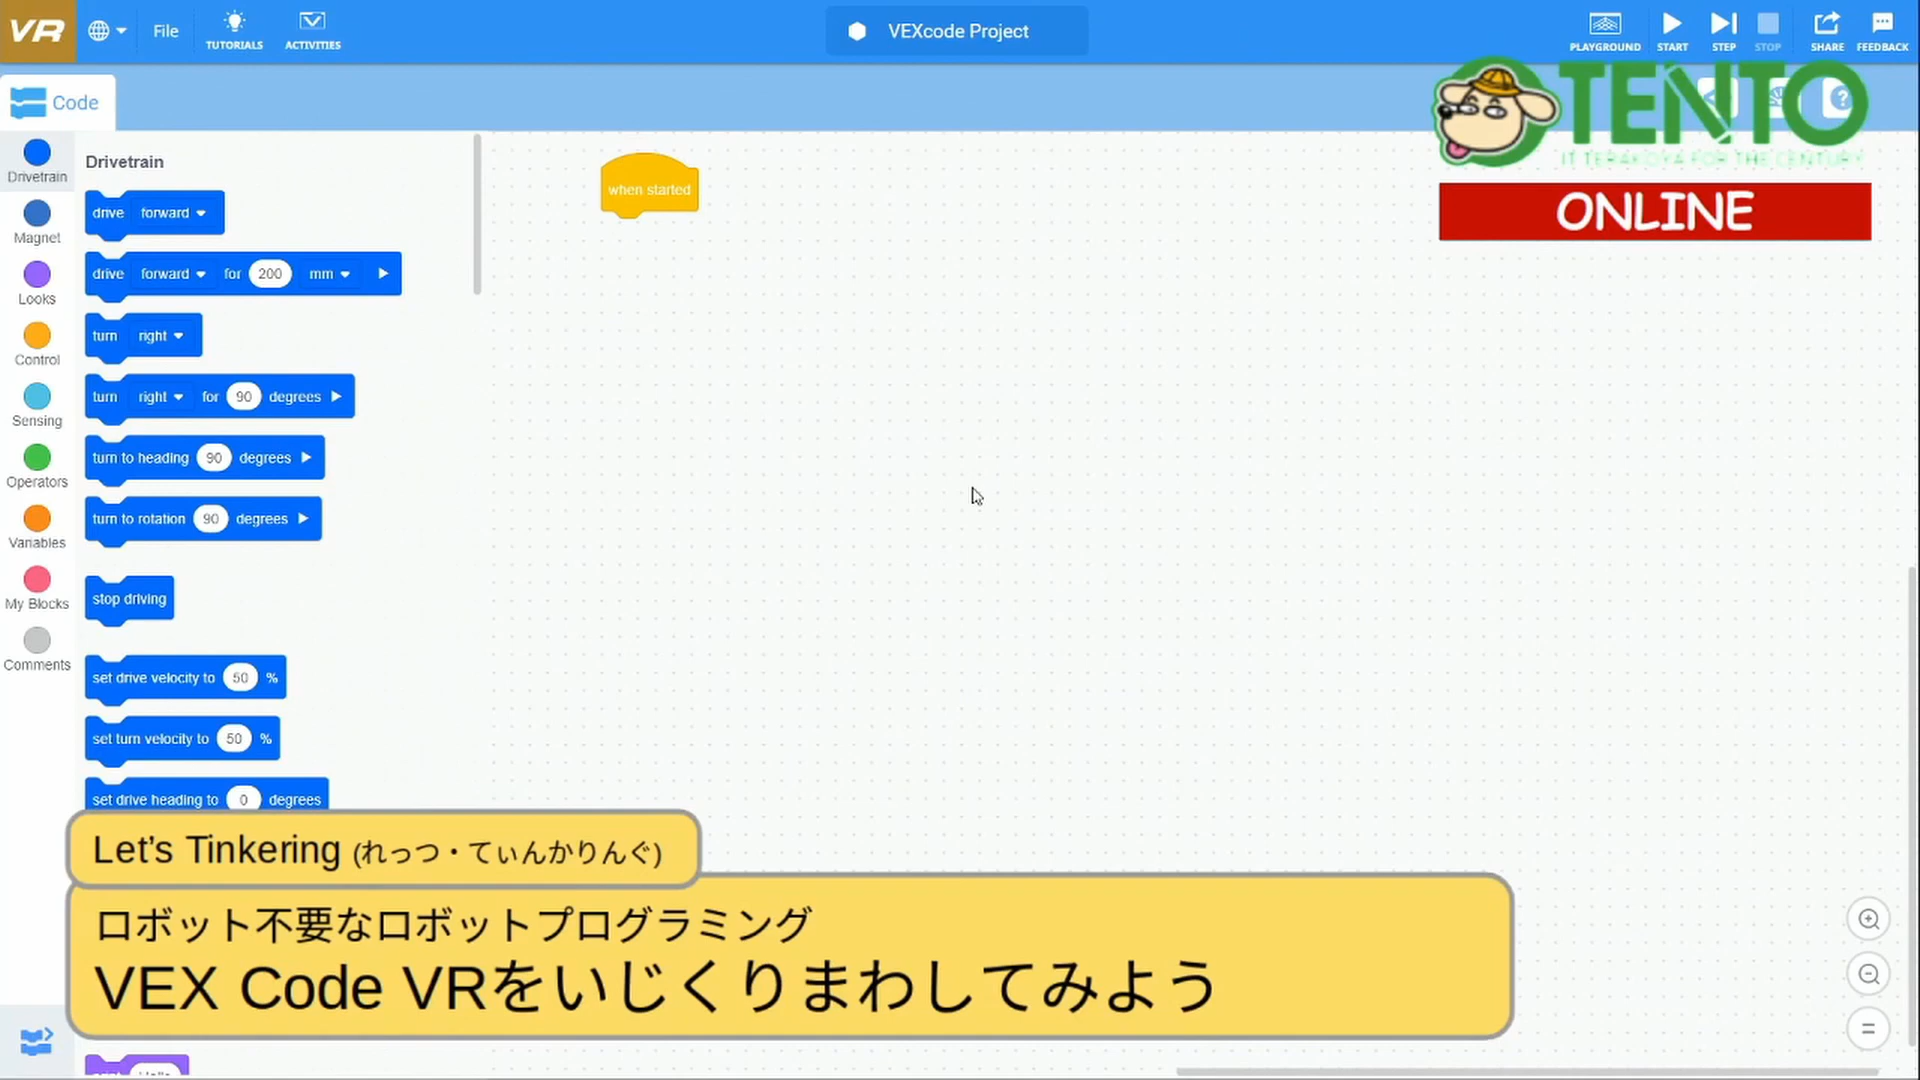 VR
File
TUTORIALS
ACTIVITIES
VEXcode Project
PLAYGROUND
START
STEP
STOP
SHARE
FEEDBACK
Code
TENTO
IT TERAKOYA FOR THE CENTURY
ONLINE
Drivetrain
Magnet
Looks
Control
Sensing
Operators
Variables
My Blocks
Comments
Drivetrain
drive forward
drive forward for 200 mm
turn right
turn right for 90 degrees
turn to heading 90 degrees
turn to rotation 90 degrees
stop driving
set drive velocity to 50 %
set turn velocity to 50 %
set drive heading to 0 degrees
when started
Let's Tinkering (れっつ・てぃんかりんぐ)
ロボット不要なロボットプログラミング
VEX Code VRをいじくりまわしてみよう